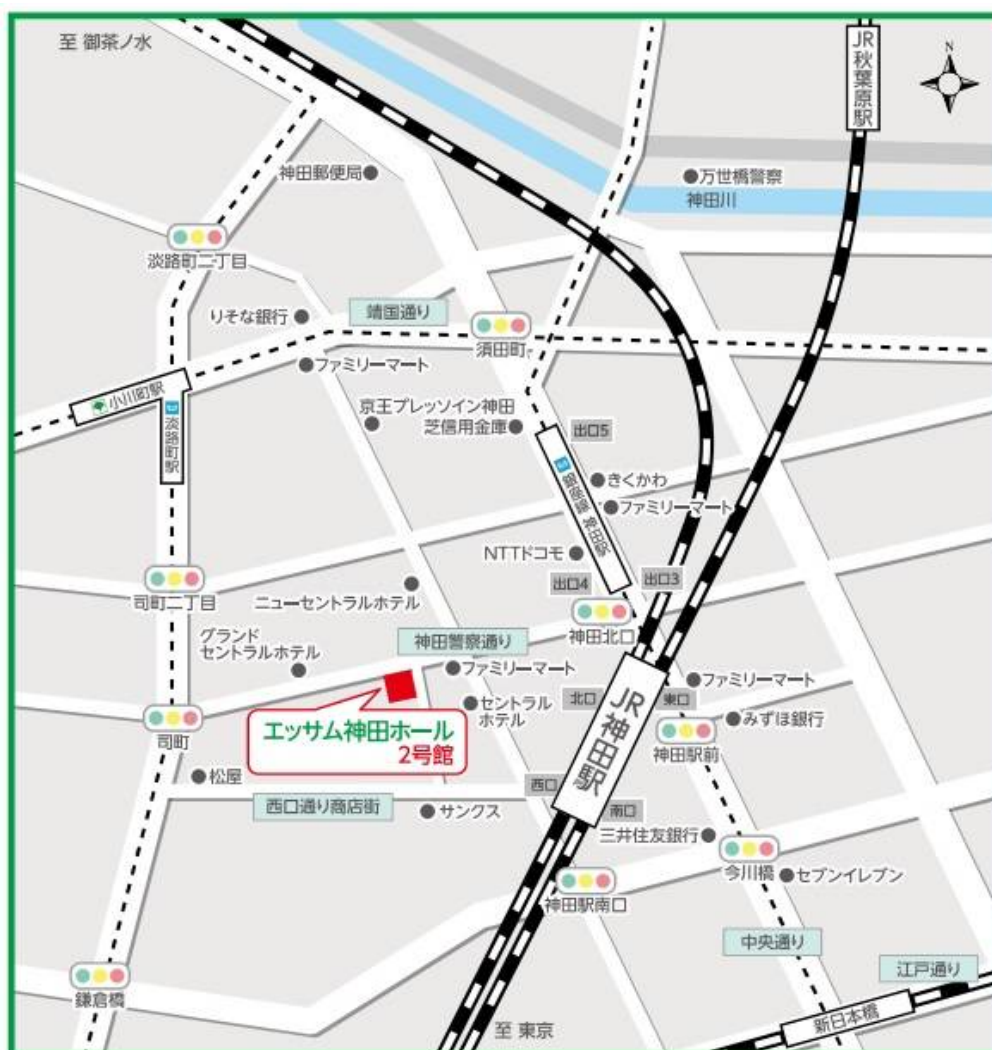 至 御茶ノ水
JR秋葉原駅
N
神田郵便局
万世橋警察
神田川
淡路町二丁目
りそな銀行
靖国通り
須田町
ファミリーマート
小川町駅
淡路町駅
京王プレッソイン神田
芝信用金庫
出口5
銀座線 神田駅
きくかわ
ファミリーマート
NTTドコモ
出口4
出口3
司町二丁目
ニューセントラルホテル
神田北口
グランド
セントラルホテル
神田警察通り
ファミリーマート
北口
JR神田駅
東口
ファミリーマート
セントラル
ホテル
みずほ銀行
司町
エッサム神田ホール
2号館
神田駅前
松屋
西口
西口通り商店街
サンクス
南口
三井住友銀行
今川橋
セブンイレブン
神田駅南口
中央通り
江戸通り
鎌倉橋
至 東京
新日本橋